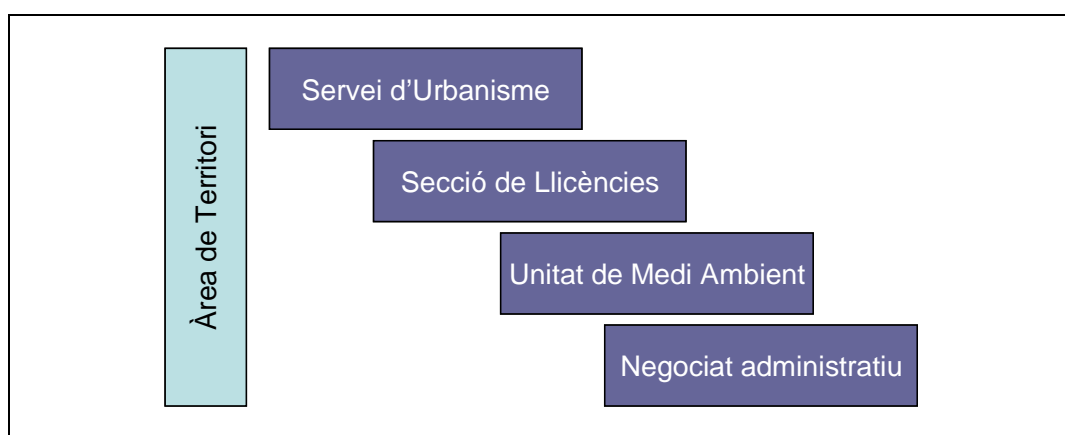 Àrea de Territori
Servei d’Urbanisme
Secció de Llicències
Unitat de Medi Ambient
Negociat administratiu